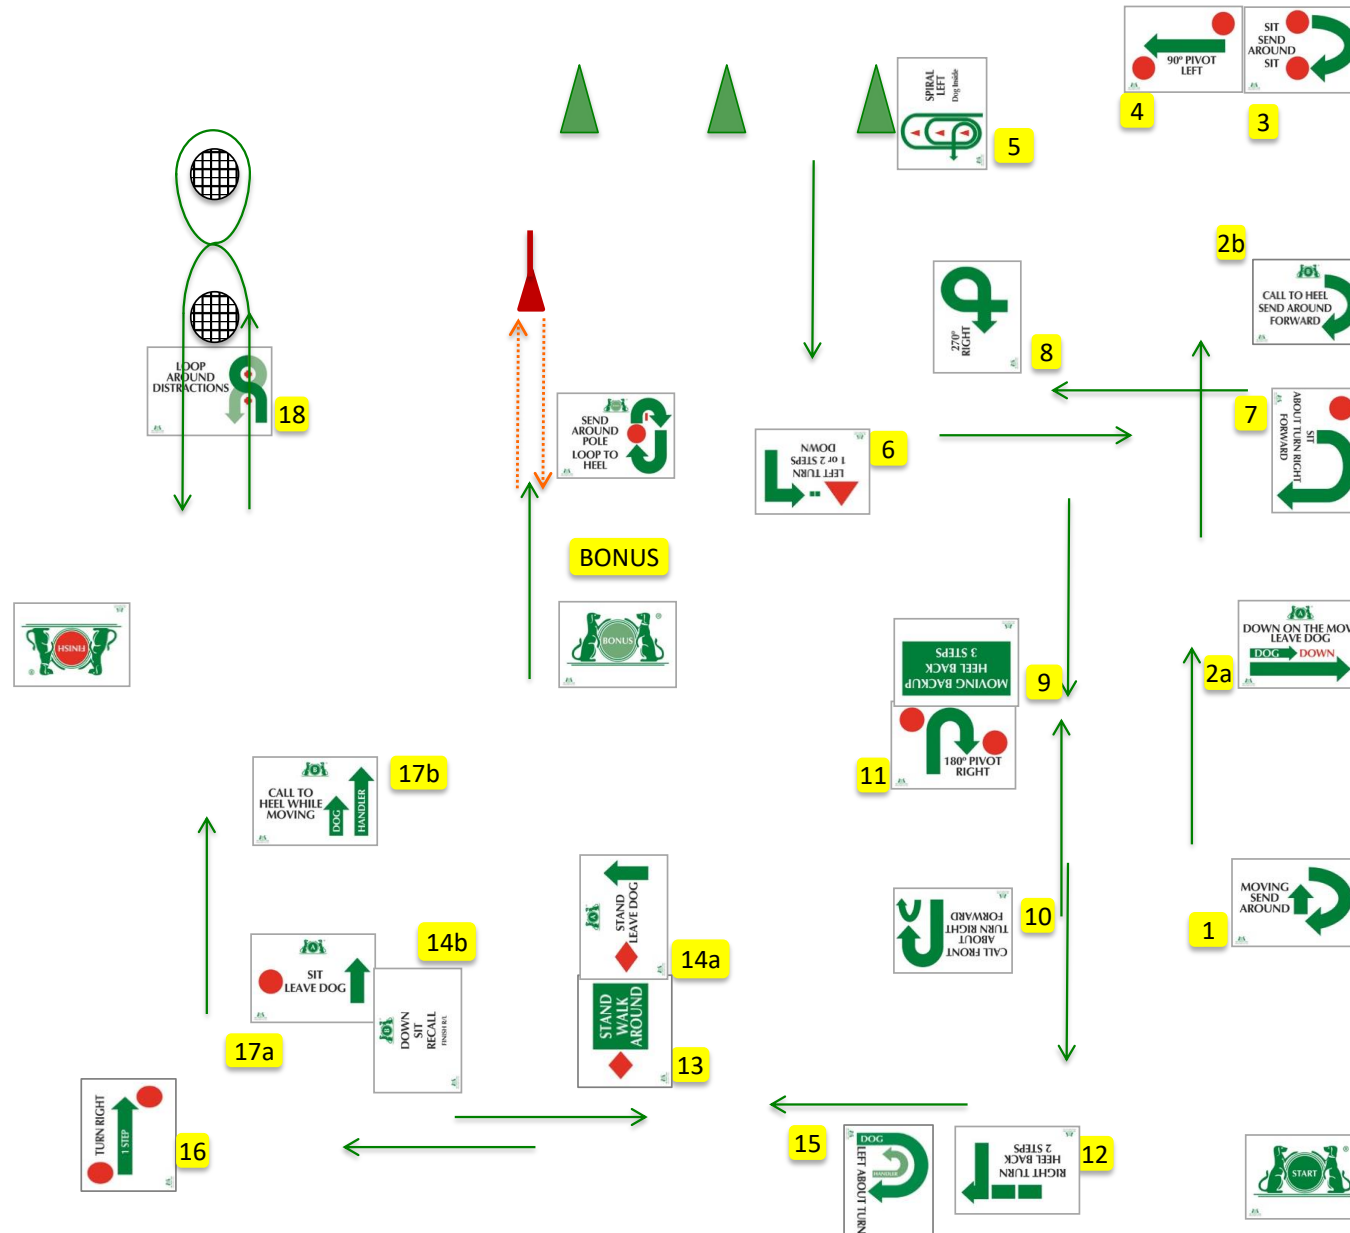 90º PIVOT
LEFT
4
SIT
SEND
AROUND
SIT
3
SPIRAL
LEFT
Dog Inside
5
2b
CALL TO HEEL
SEND AROUND
FORWARD
270º
RIGHT
8
SIT
ABOUT TURN RIGHT
FORWARD
7
LOOP
AROUND
DISTRACTIONS
18
SEND
AROUND
POLE
LOOP TO
HEEL
LEFT TURN
1 or 2 STEPS
DOWN
6
BONUS
BONUS
FINISH
DOWN ON THE MOV
LEAVE DOG
DOG
DOWN
2a
MOVING BACKUP
HEEL BACK
3 STEPS
9
180º PIVOT
RIGHT
11
CALL TO
HEEL WHILE
MOVING
DOG
HANDLER
17b
MOVING
SEND
AROUND
1
STAND
LEAVE DOG
14a
CALL FRONT
ABOUT
TURN RIGHT
FORWARD
10
SIT
LEAVE DOG
17a
14b
DOWN
SIT
RECALL
FINISH R/L
STAND
WALK
AROUND
13
TURN RIGHT
1 STEP
16
15
DOG
HANDLER
LEFT ABOUT TURN
RIGHT TURN
HEEL BACK
2 STEPS
12
START